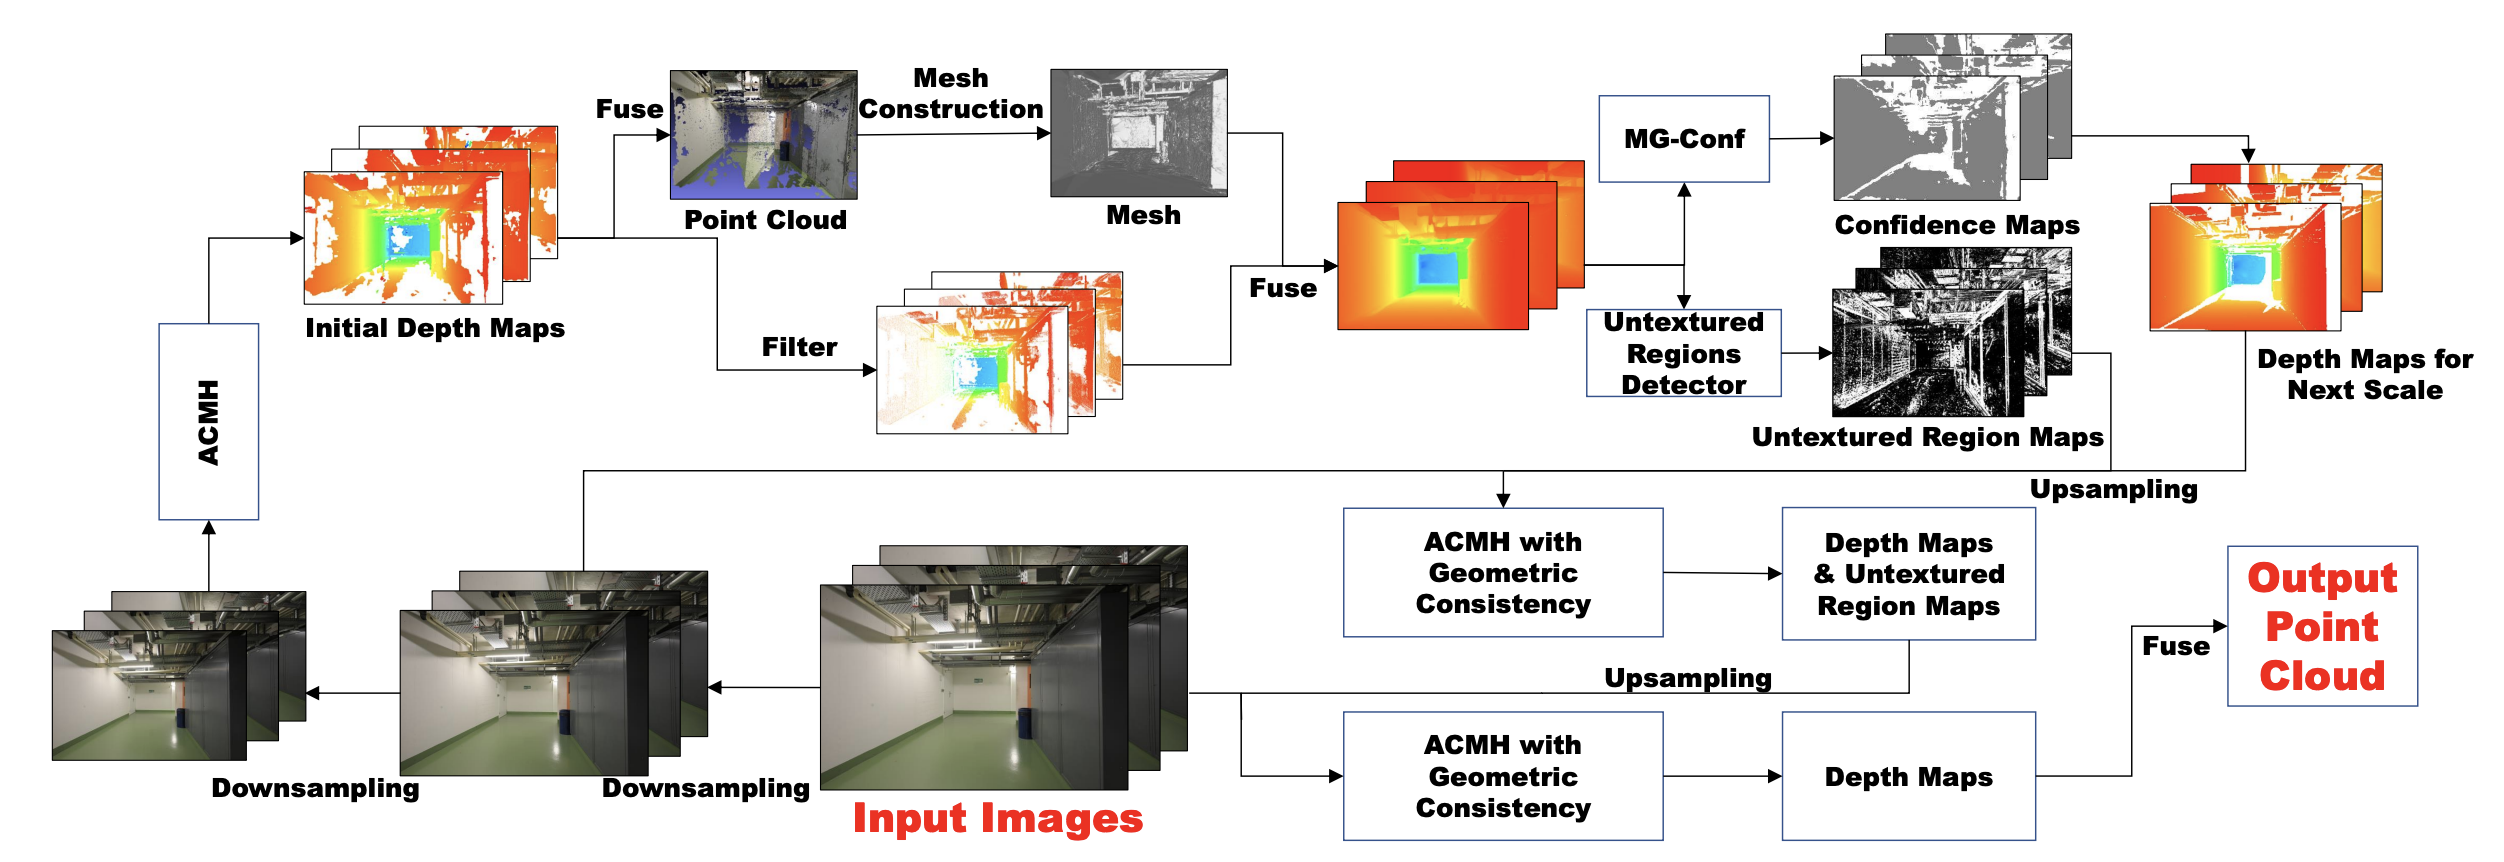 Mesh
Construction
Fuse
Point Cloud
Mesh
MG-Conf
Confidence Maps
Initial Depth Maps
Filter
Fuse
Untextured
Regions
Detector
Untextured Region Maps
Depth Maps for
Next Scale
ACMH
Upsampling
ACMH with
Geometric
Consistency
Depth Maps
& Untextured
Region Maps
Upsampling
Output
Point
Cloud
Fuse
Downsampling
Downsampling
Input Images
ACMH with
Geometric
Consistency
Depth Maps